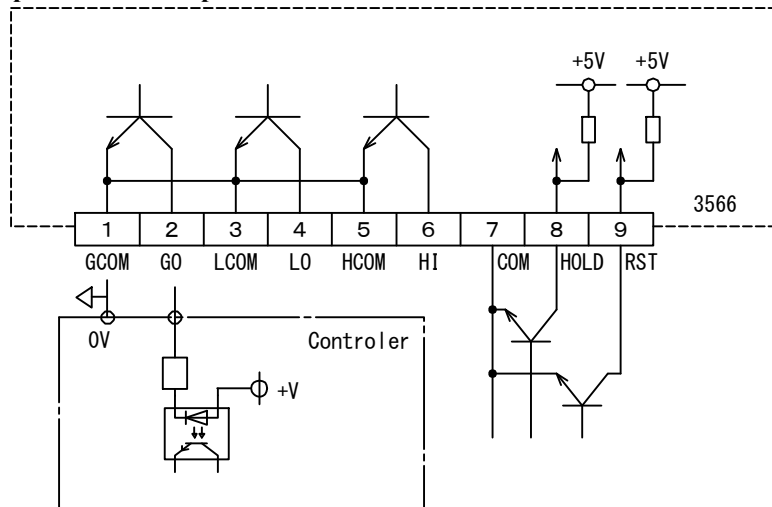 +5V +5V
3566
1 2 3 4 5 6 7 8 9
GCOM GO LCOM LO HCOM HI COM HOLD RST
0V Controler
+V